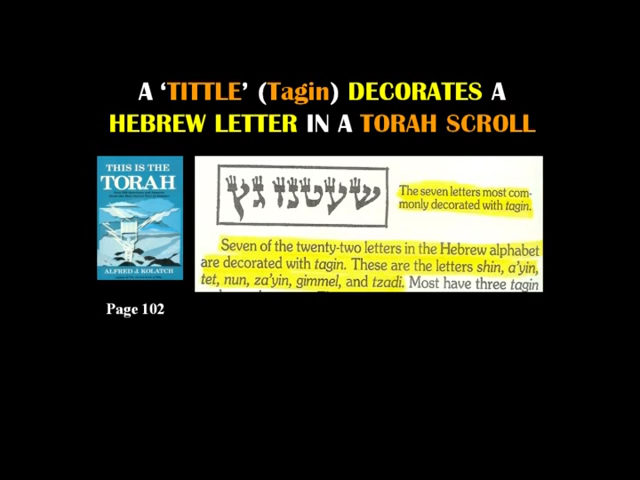 A ‘TITTLE’ (Tagin) DECORATES A
HEBREW LETTER IN A TORAH SCROLL
THIS IS THE
TORAH
ALFRED J. KOLATCH
שעטנז גץ
The seven letters most com-
monly decorated with tagin.
Seven of the twenty-two letters in the Hebrew alphabet
are decorated with tagin. These are the letters shin, a'yin,
tet, nun, za'yin, gimmel, and tzadi. Most have three tagin
Page 102